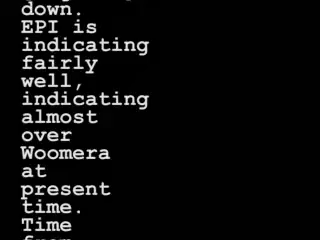 down.
EPI is
indicating
fairly
well,
indicating
almost
over
Woomera
at
present
time.
Time